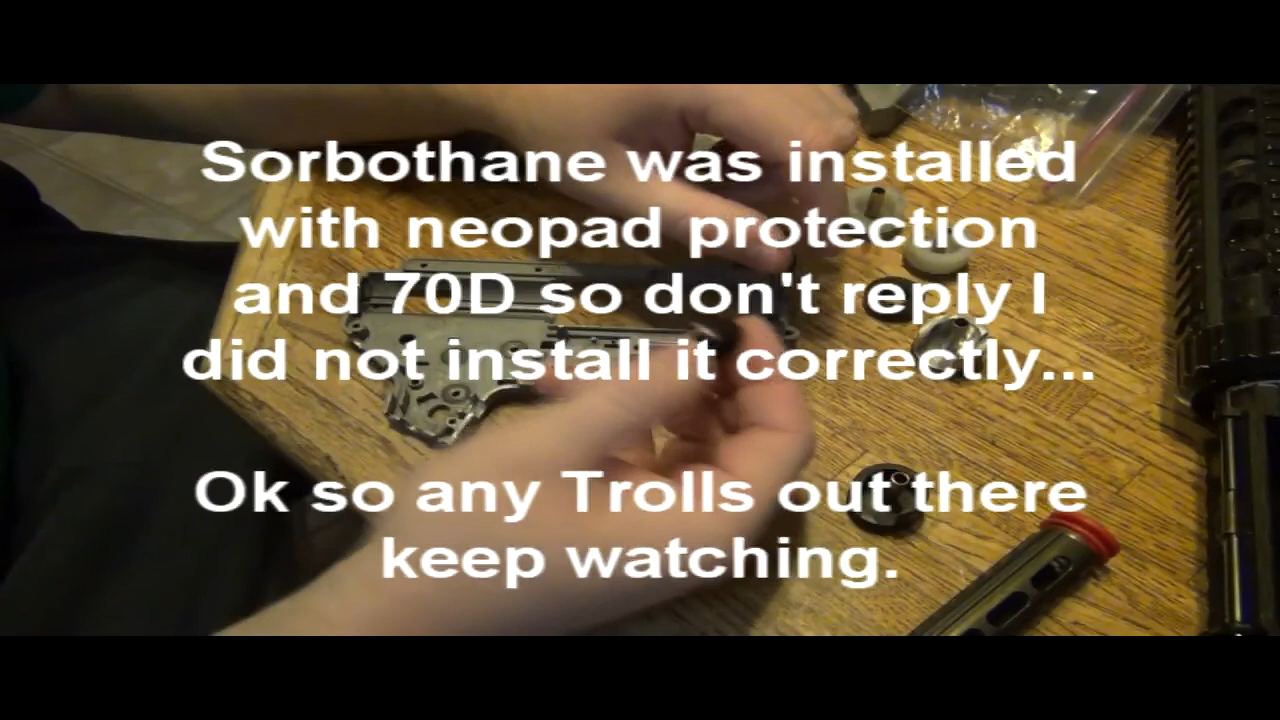 Sorbothane was installed
with neopad protection
and 70D so don't reply I
did not install it correctly...
Ok so any Trolls out there
keep watching.